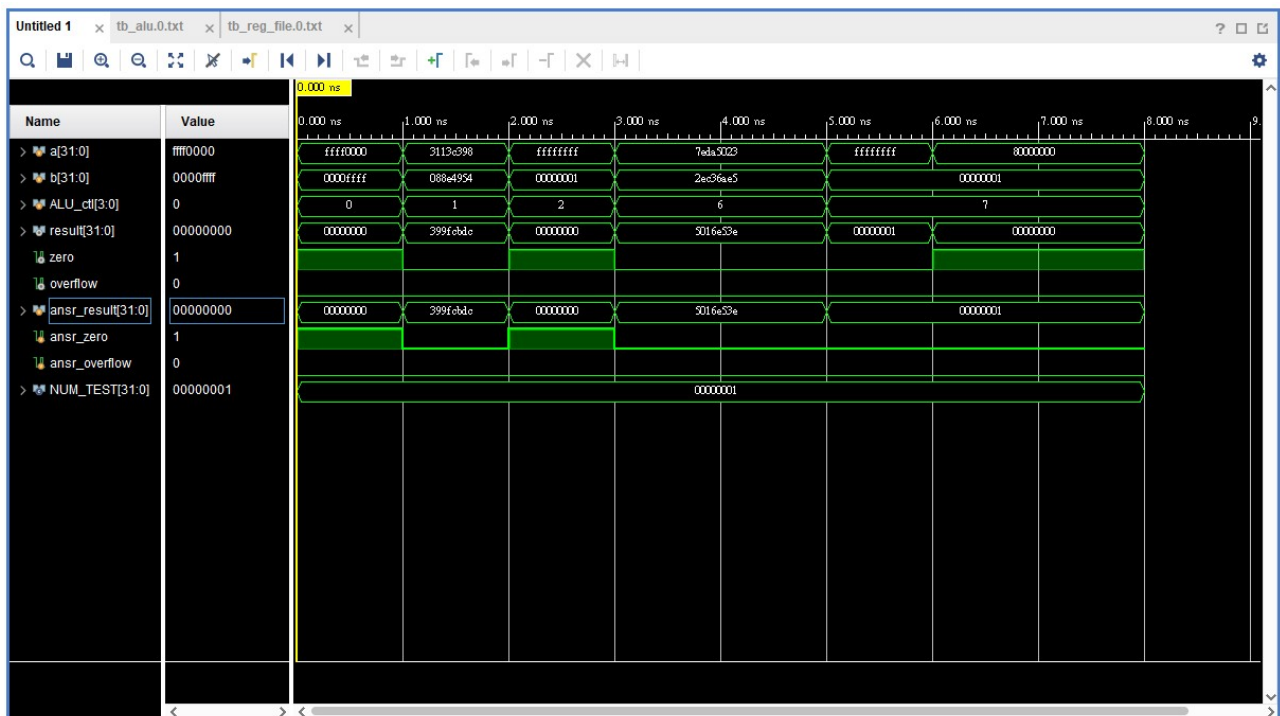 Untitled 1 × tb_alu.0.txt × tb_reg_file.0.txt × ?
0.000 ns
Name Value 0.000 ns 1.000 ns 2.000 ns 3.000 ns 4.000 ns 5.000 ns 6.000 ns 7.000 ns 8.000 ns 9.
> a[31:0] ffff0000 ffff0000 3113c398 ffffffff 7eda5023 ffffffff 80000000
> b[31:0] 0000ffff 0000ffff 088e4954 00000001 2ec36ae5 00000001
> ALU_ctl[3:0] 0 0 1 2 6 7
> result[31:0] 00000000 00000000 399fcbdc 00000000 5016e53e 00000001 00000000
zero 1
overflow 0
> ansr_result[31:0] 00000000 00000000 399fcbdc 00000000 5016e53e 00000001
ansr_zero 1
ansr_overflow 0
> NUM_TEST[31:0] 00000001 00000001